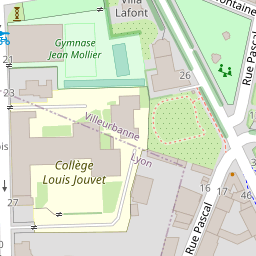 Villa
Lafont
Fontaine
Gymnase
Jean Mollier
Rue Pascal
21
26
23
Villeurbanne
Lyon
Collège
Louis Jouvet
16
17
27
Rue Pascal